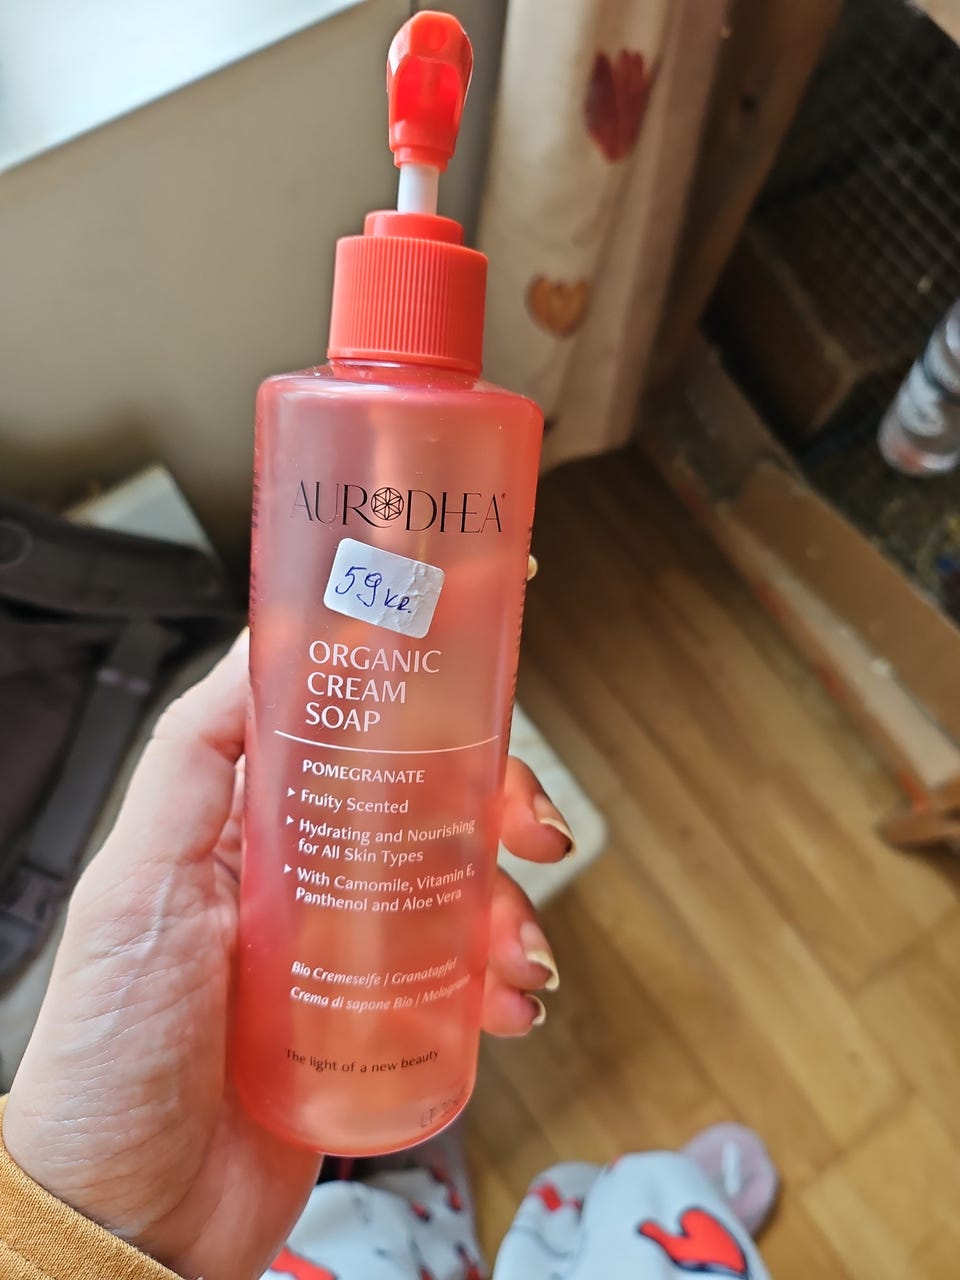 AURODHEA
59 kr.
ORGANIC
CREAM
SOAP
POMEGRANATE
▸ Fruity Scented
▸ Hydrating and Nourishing
for All Skin Types
▸ With Camomile, Vitamin E,
Panthenol and Aloe Vera
Bio Cremeseife | Granatapfel
Crema di sapone Bio | Melograno
The light of a new beauty